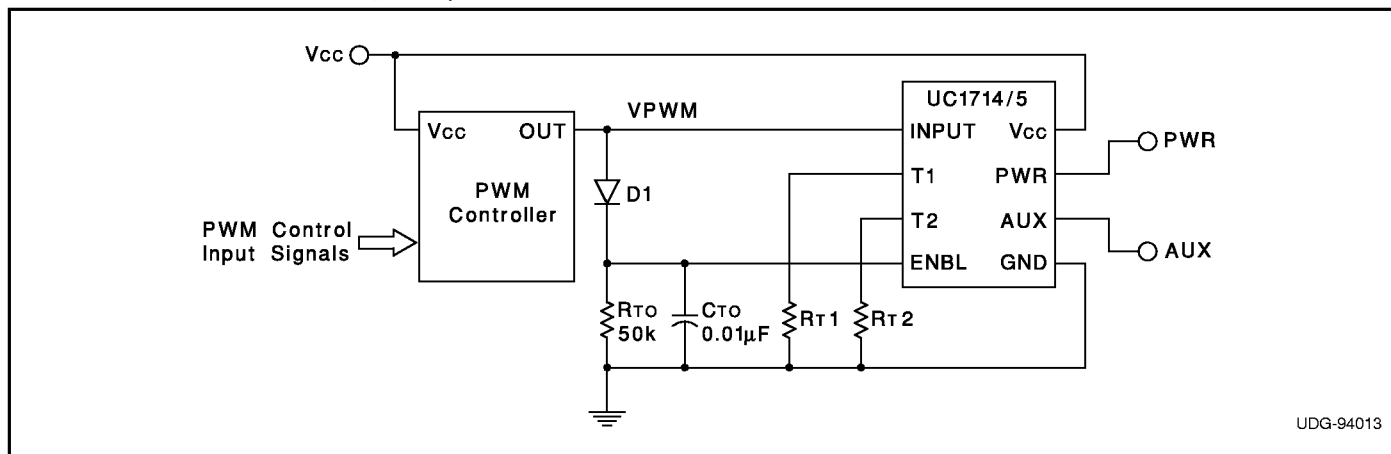 Vcc
UC1714/5
VPWM
Vcc OUT
INPUT Vcc
PWR
T1 PWR
D1
PWM
Controller
T2 AUX
PWM Control
Input Signals
ENBL GND
AUX
RTO
50k
CTO
0.01µF
RT1
RT2
UDG-94013